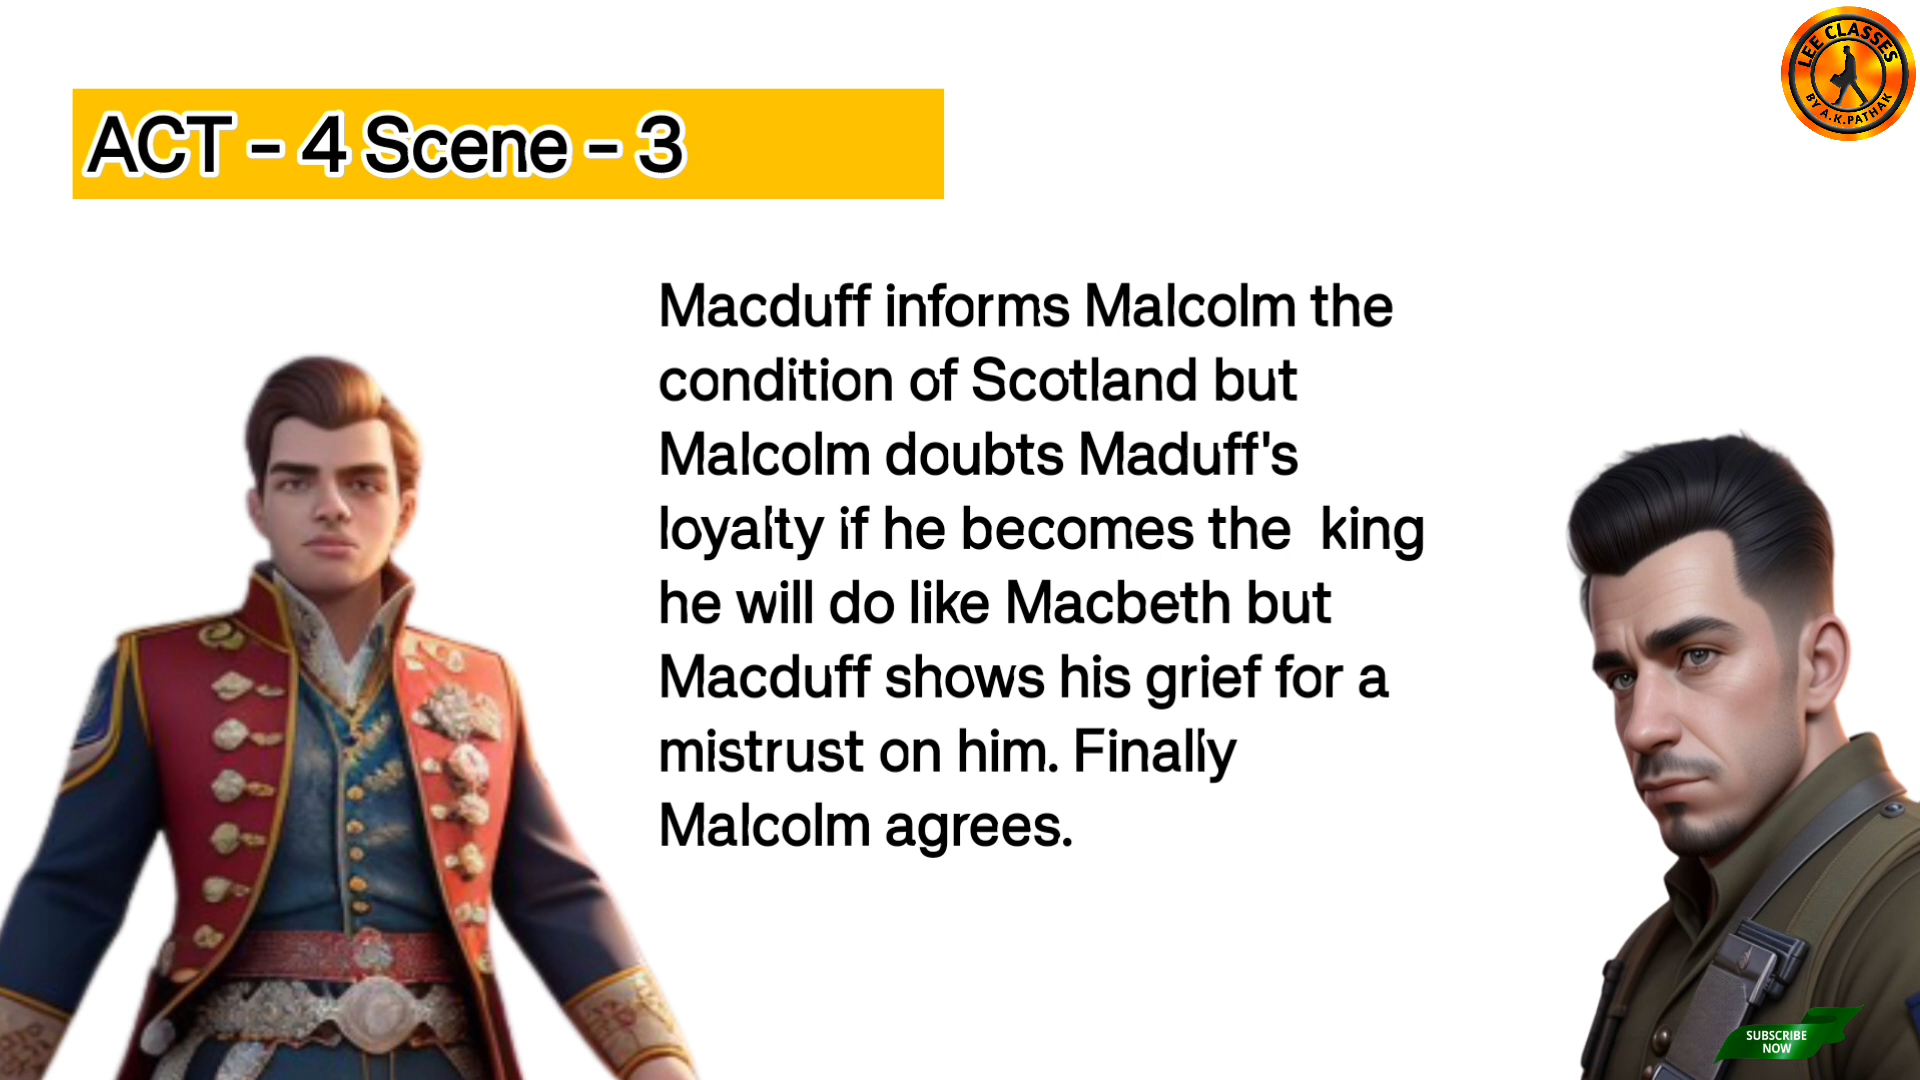 LEE CLASSES
BY A.K.PATHAK
ACT - 4 Scene - 3
Macduff informs Malcolm the
condition of Scotland but
Malcolm doubts Maduff's
loyalty if he becomes the  king
he will do like Macbeth but
Macduff shows his grief for a
mistrust on him. Finally
Malcolm agrees.
SUBSCRIBE
NOW